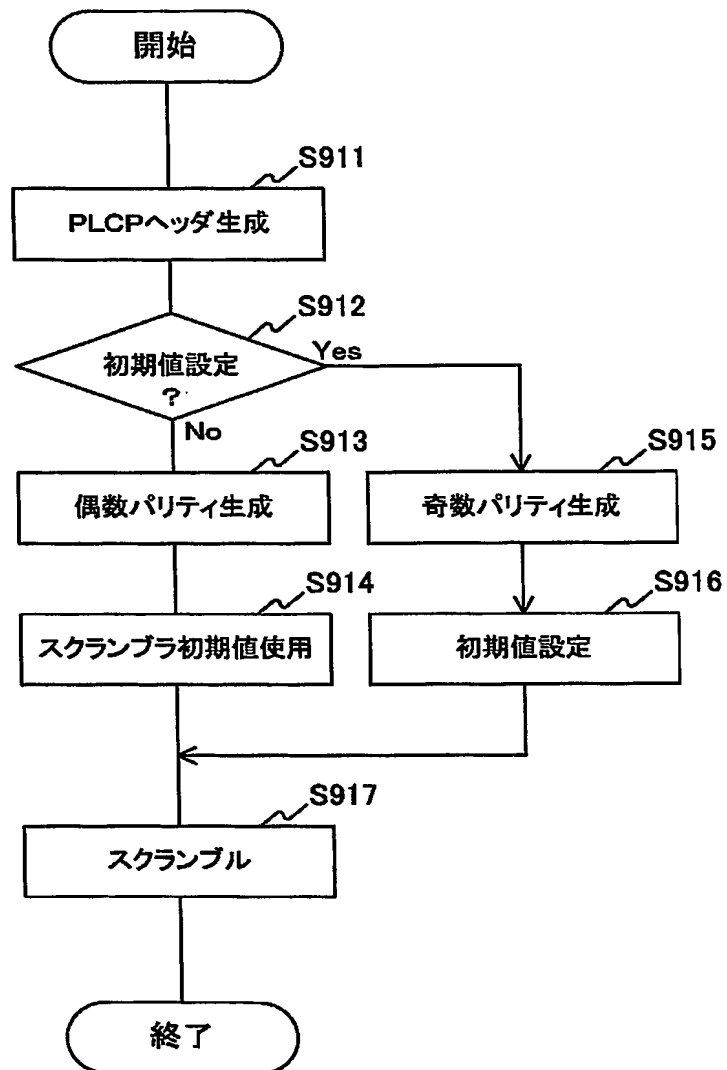 開始
S911
PLCPヘッダ生成
S912
初期値設定
?
Yes
No
S913
偶数パリティ生成
S915
奇数パリティ生成
S914
スクランブラ初期値使用
S916
初期値設定
S917
スクランブル
終了